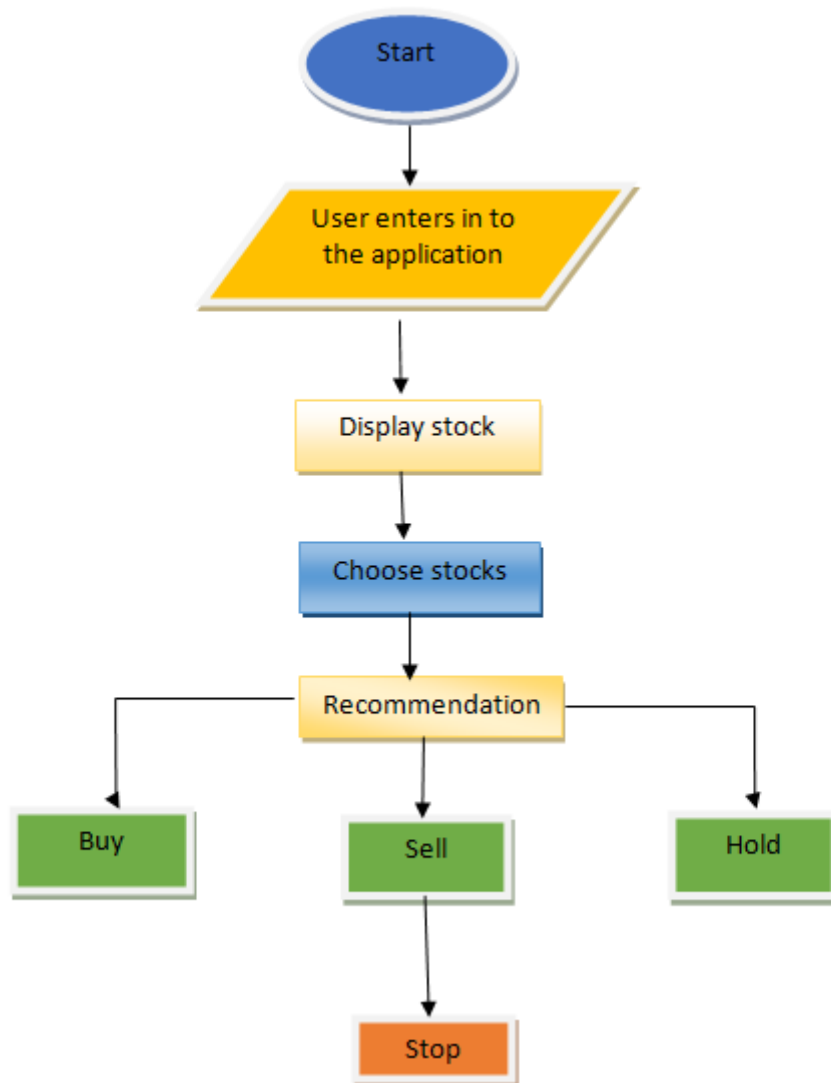 Start
User enters in to
the application
Display stock
Choose stocks
Recommendation
Buy
Sell
Hold
Stop